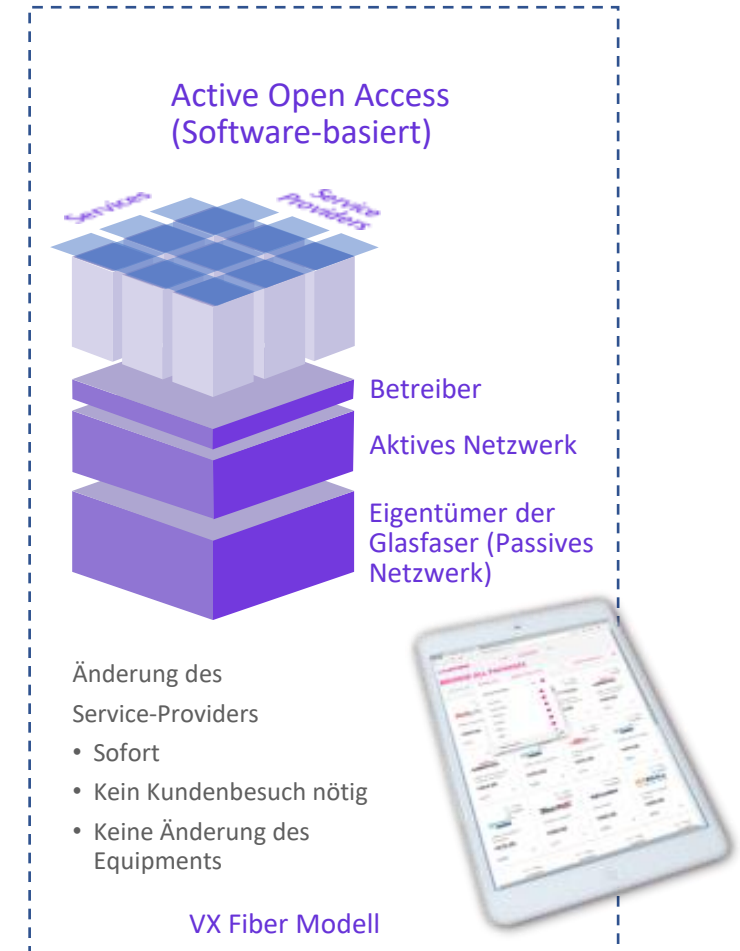 Active Open Access
(Software-basiert)
Services
Service
Providers
Betreiber
Aktives Netzwerk
Eigentümer der
Glasfaser (Passives
Netzwerk)
Änderung des
Service-Providers
• Sofort
• Kein Kundenbesuch nötig
• Keine Änderung des
Equipments
VX Fiber Modell